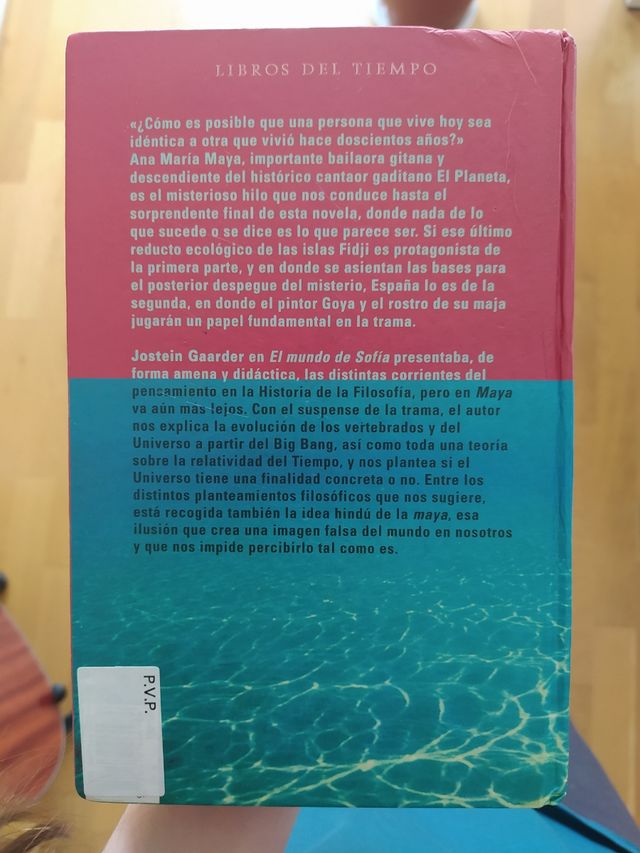 LIBROS DEL TIEMPO
«¿Cómo es posible que una persona que vive hoy sea
idéntica a otra que vivió hace doscientos años?»
Ana María Maya, importante bailaora gitana y
descendiente del histórico cantaor gaditano El Planeta,
es el misterioso hilo que nos conduce hasta el
sorprendente final de esta novela, donde nada de lo
que sucede o se dice es lo que parece ser. Si ese último
reducto ecológico de las islas Fidji es protagonista de
la primera parte, y en donde se asientan las bases para
el posterior despegue del misterio, España lo es de la
segunda, en donde el pintor Goya y el rostro de su maja
jugarán un papel fundamental en la trama.
Jostein Gaarder en El mundo de Sofía presentaba, de
forma amena y didáctica, las distintas corrientes del
pensamiento en la Historia de la Filosofía, pero en Maya
va aún más lejos. Con el suspense de la trama, el autor
nos explica la evolución de los vertebrados y del
Universo a partir del Big Bang, así como toda una teoría
sobre la relatividad del Tiempo, y nos plantea si el
Universo tiene una finalidad concreta o no. Entre los
distintos planteamientos filosóficos que nos sugiere,
está recogida también la idea hindú de la maya, esa
ilusión que crea una imagen falsa del mundo en nosotros
y que nos impide percibirlo tal como es.
P.V.P.